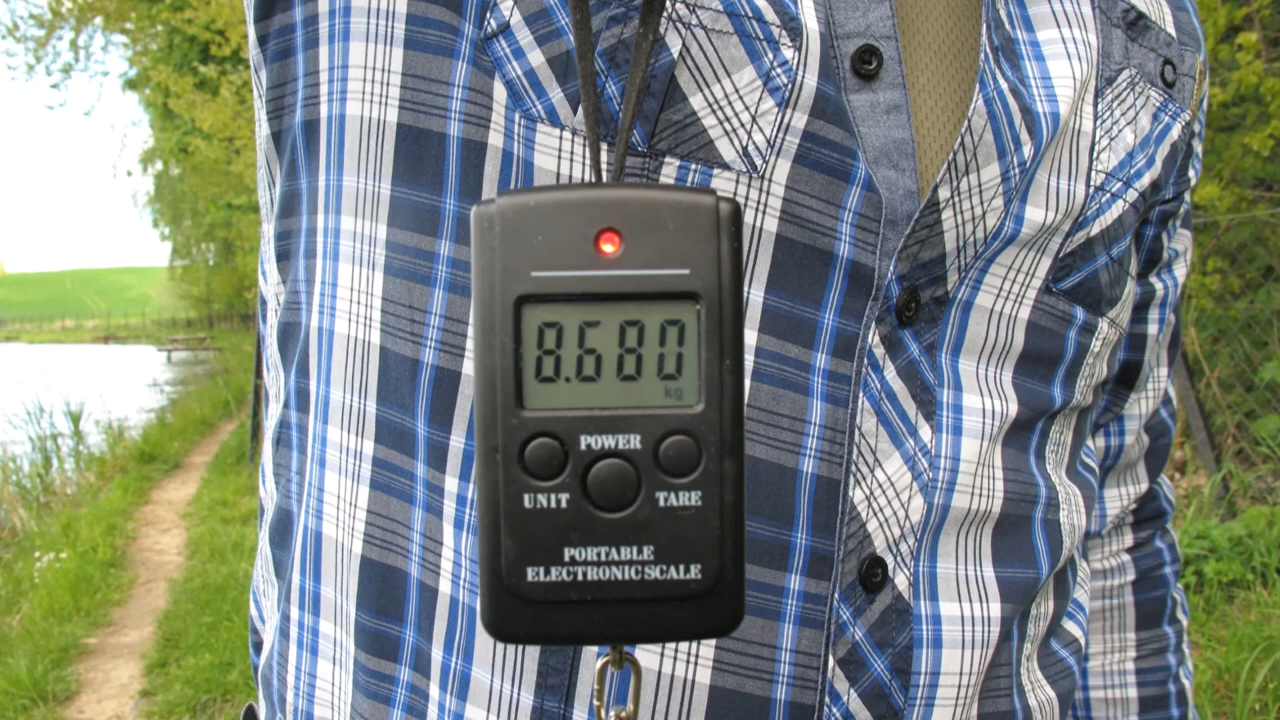 8.680
kg
POWER
UNIT TARE
PORTABLE
ELECTRONIC SCALE